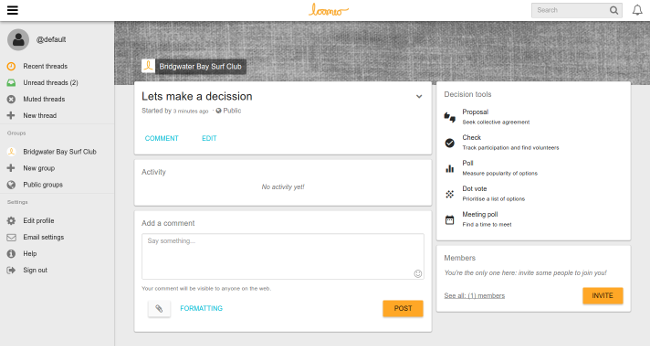 loomio
Search
@default
Recent threads
Unread threads (2)
Muted threads
New thread
Groups
Bridgwater Bay Surf Club
New group
Public groups
Settings
Edit profile
Email settings
Help
Sign out
Bridgwater Bay Surf Club
Lets make a decission
Started by 3 minutes ago · Public
COMMENT EDIT
Activity
No activity yet!
Add a comment
Say something...
Your comment will be visible to anyone on the web.
FORMATTING POST
Decision tools
Proposal
Seek collective agreement
Check
Track participation and find volunteers
Poll
Measure popularity of options
Dot vote
Prioritise a list of options
Meeting poll
Find a time to meet
Members
You're the only one here: invite some people to join you!
See all: (1) members INVITE